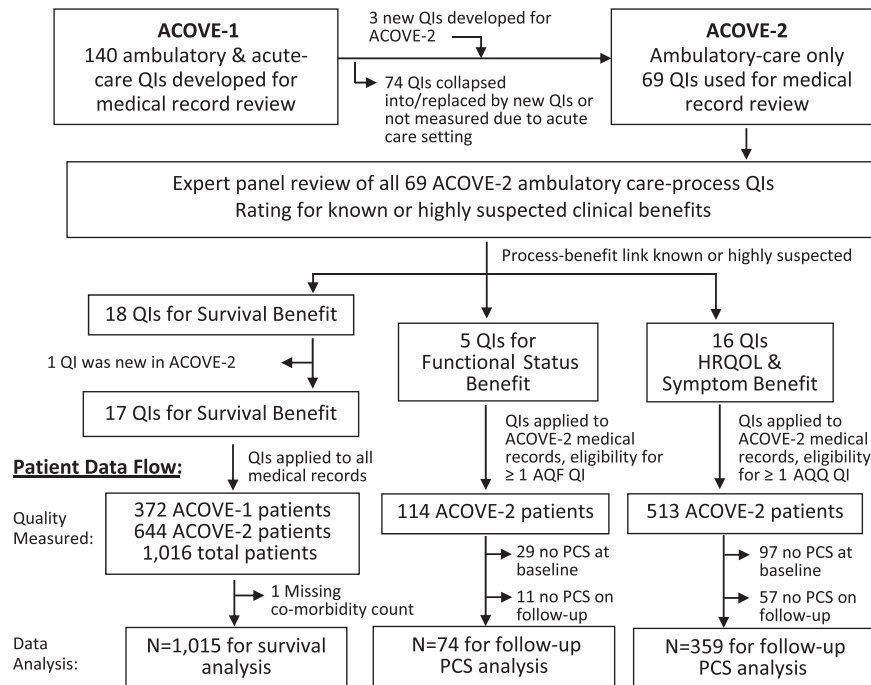 ACOVE-1
140 ambulatory & acute-
care QIs developed for
medical record review
3 new QIs developed for
ACOVE-2
74 QIs collapsed
into/replaced by new QIs or
not measured due to acute
care setting
ACOVE-2
Ambulatory-care only
69 QIs used for medical
record review
Expert panel review of all 69 ACOVE-2 ambulatory care-process QIs
Rating for known or highly suspected clinical benefits
Process-benefit link known or highly suspected
18 QIs for Survival Benefit
1 QI was new in ACOVE-2
17 QIs for Survival Benefit
5 QIs for
Functional Status
Benefit
16 QIs
HRQOL &
Symptom Benefit
QIs applied to all
medical records
QIs applied to
ACOVE-2 medical
records, eligibility for
≥ 1 AQF QI
QIs applied to
ACOVE-2 medical
records, eligibility
for ≥ 1 AQQ QI
Patient Data Flow:
Quality
Measured:
372 ACOVE-1 patients
644 ACOVE-2 patients
1,016 total patients
114 ACOVE-2 patients
513 ACOVE-2 patients
1 Missing
co-morbidity count
29 no PCS at
baseline
11 no PCS on
follow-up
97 no PCS at
baseline
57 no PCS on
follow-up
Data
Analysis:
N=1,015 for survival
analysis
N=74 for follow-up
PCS analysis
N=359 for follow-up
PCS analysis